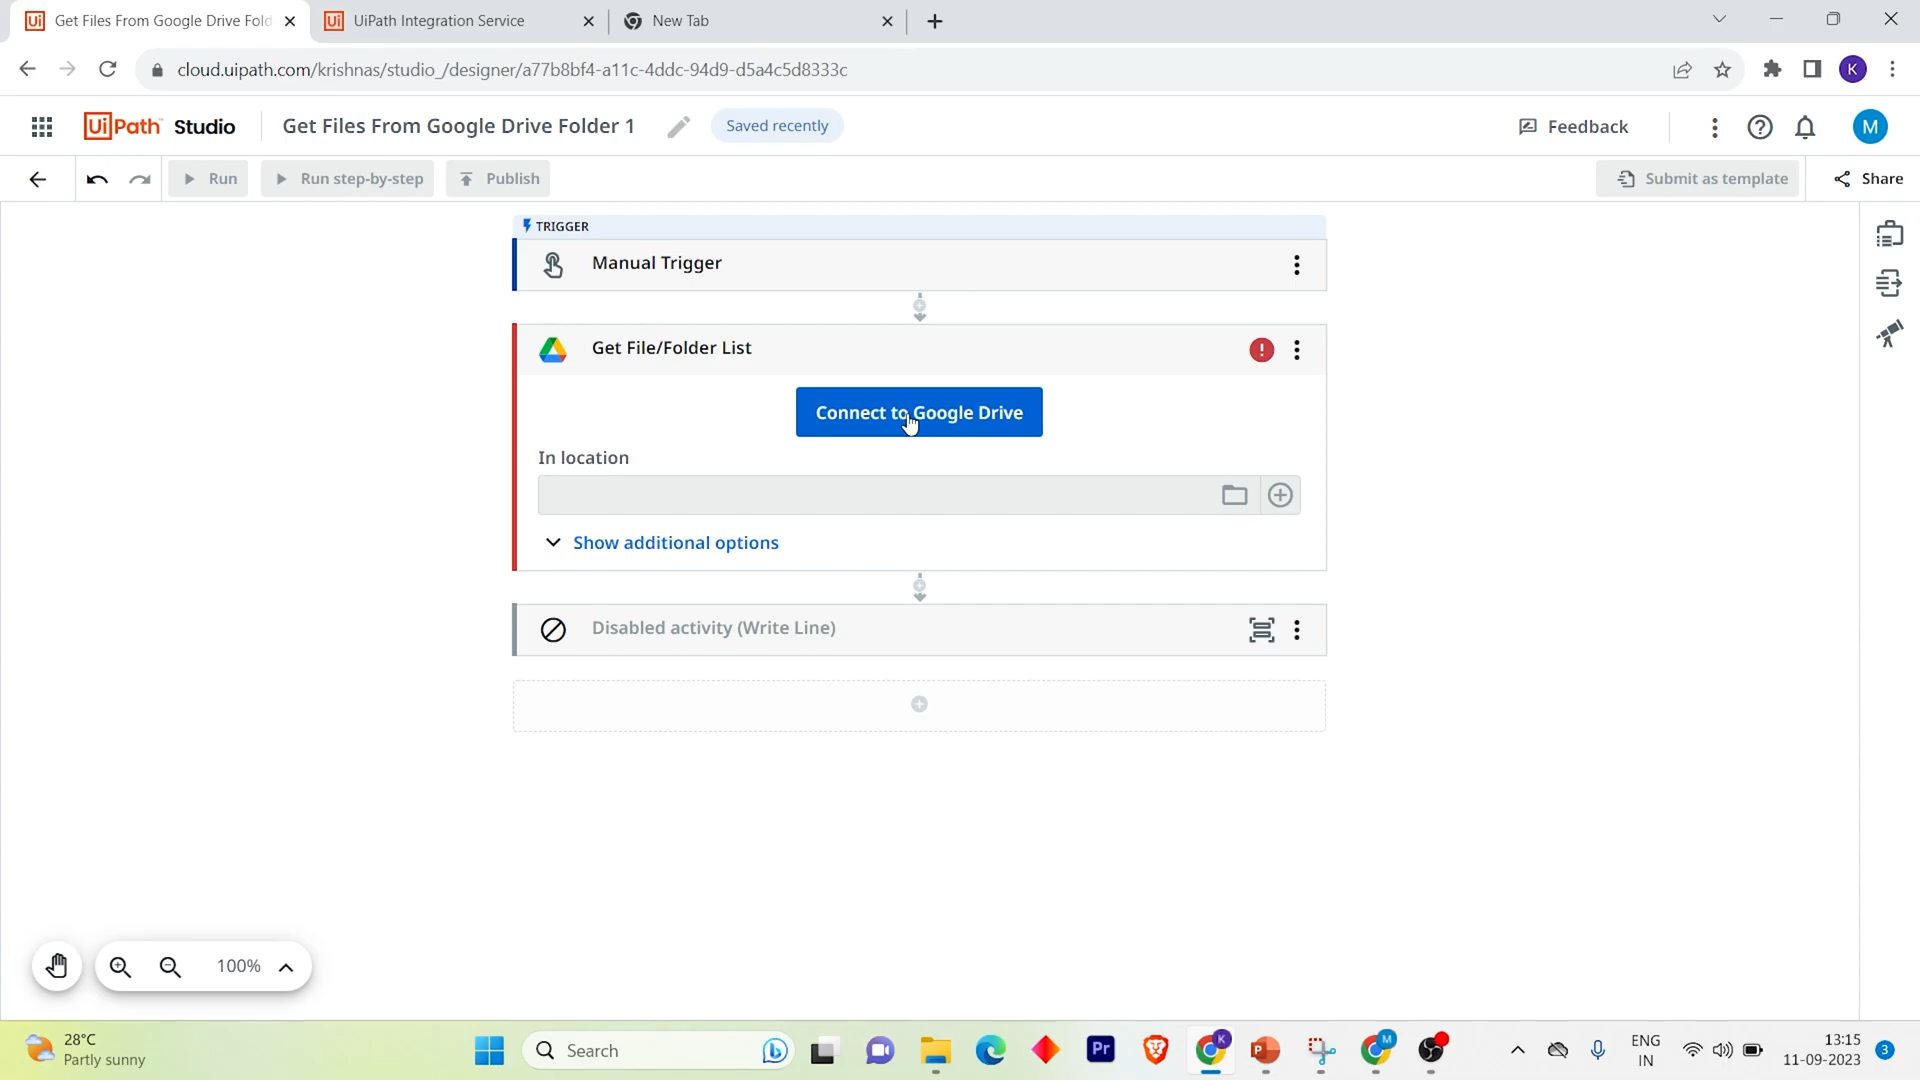 Get Files From Google Drive Fold
UiPath Integration Service
New Tab
cloud.uipath.com/krishnas/studio_/designer/a77b8bf4-a11c-4ddc-94d9-d5a4c5d8333c
K
UiPath Studio
Get Files From Google Drive Folder 1
Saved recently
Feedback
M
Run
Run step-by-step
Publish
Submit as template
Share
TRIGGER
Manual Trigger
Get File/Folder List
Connect to Google Drive
In location
Show additional options
Disabled activity (Write Line)
100%
28°C
Partly sunny
Search
Pr
K
M
ENG
IN
13:15
11-09-2023
3